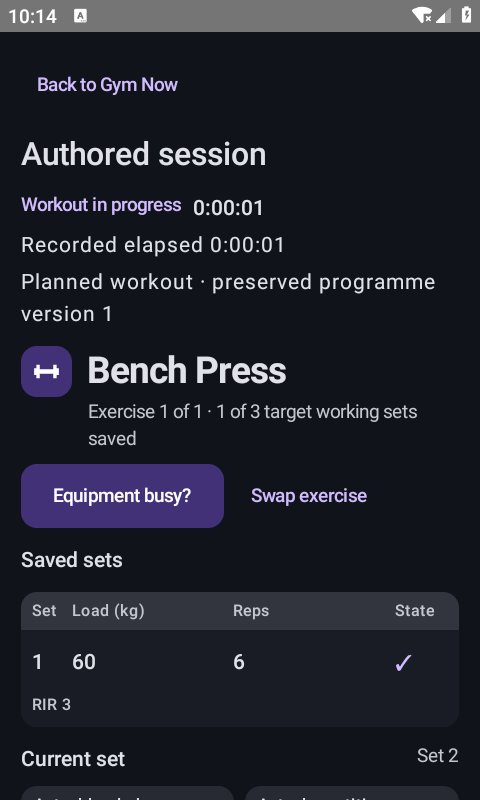 10:14
Back to Gym Now
Authored session
Workout in progress 0:00:01
Recorded elapsed 0:00:01
Planned workout · preserved programme
version 1
Bench Press
Exercise 1 of 1 · 1 of 3 target working sets
saved
Equipment busy? Swap exercise
Saved sets
Set Load (kg) Reps State
1 60 6 ✓
RIR 3
Current set Set 2